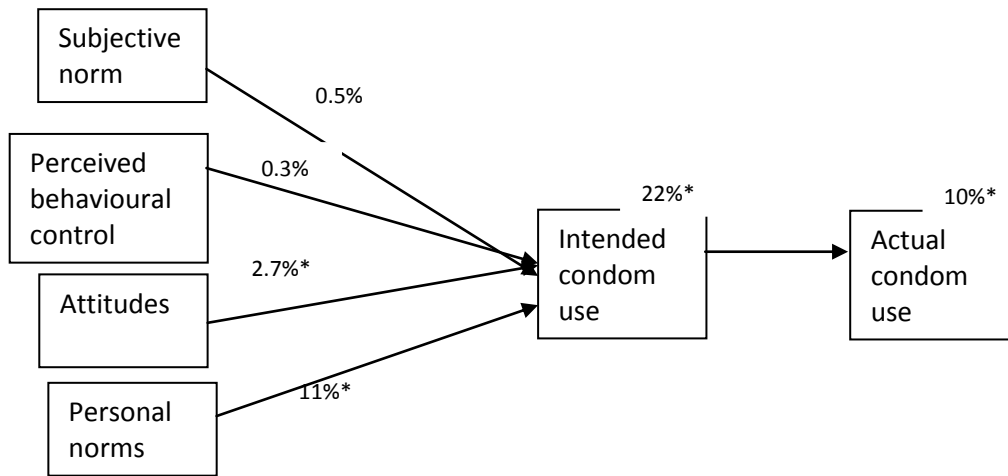 Subjective
norm
0.5%
Perceived
behavioural
control
0.3%
22%*
10%*
Intended
condom
use
Actual
condom
use
2.7%*
Attitudes
11%*
Personal
norms